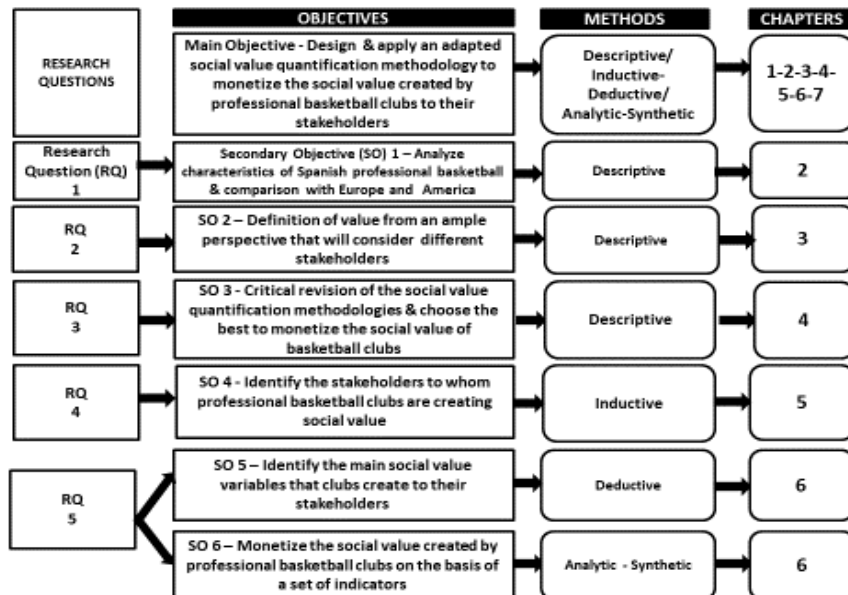 OBJECTIVES
METHODS
CHAPTERS
RESEARCH
QUESTIONS
Main Objective - Design & apply an adapted
social value quantification methodology to
monetize the social value created by
professional basketball clubs to their
stakeholders
Descriptive/
Inductive-
Deductive/
Analytic-Synthetic
1-2-3-4-
5-6-7
Research
Question (RQ)
1
Secondary Objective (SO) 1 – Analyze
characteristics of Spanish professional basketball
& comparison with Europe and America
Descriptive
2
RQ
2
SO 2 – Definition of value from an ample
perspective that will consider different
stakeholders
Descriptive
3
RQ
3
SO 3 - Critical revision of the social value
quantification methodologies & choose the
best to monetize the social value of
basketball clubs
Descriptive
4
RQ
4
SO 4 - Identify the stakeholders to whom
professional basketball clubs are creating
social value
Inductive
5
RQ
5
SO 5 – Identify the main social value
variables that clubs create to their
stakeholders
Deductive
6
SO 6 – Monetize the social value created by
professional basketball clubs on the basis of
a set of indicators
Analytic - Synthetic
6